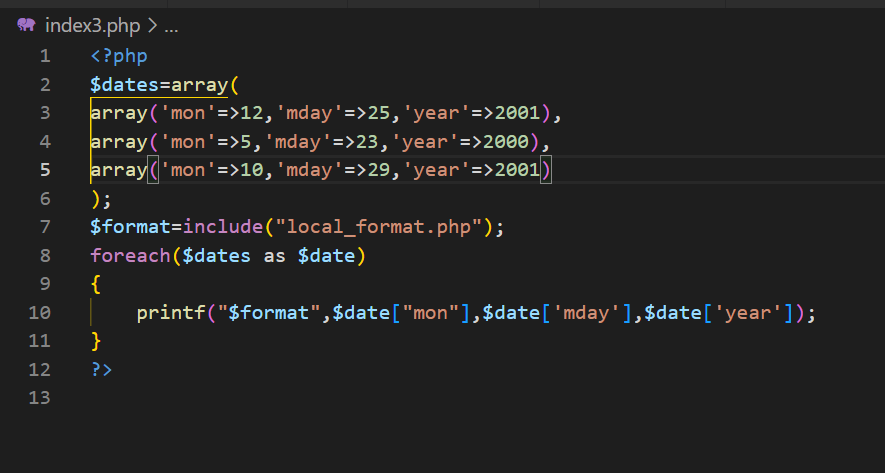 index3.php > ...
1 <?php
2 $dates=array(
3 array('mon'=>12,'mday'=>25,'year'=>2001),
4 array('mon'=>5,'mday'=>23,'year'=>2000),
5 array('mon'=>10,'mday'=>29,'year'=>2001)
6 );
7 $format=include("local_format.php");
8 foreach($dates as $date)
9 {
10     printf("$format",$date["mon"],$date['mday'],$date['year']);
11 }
12 ?>
13